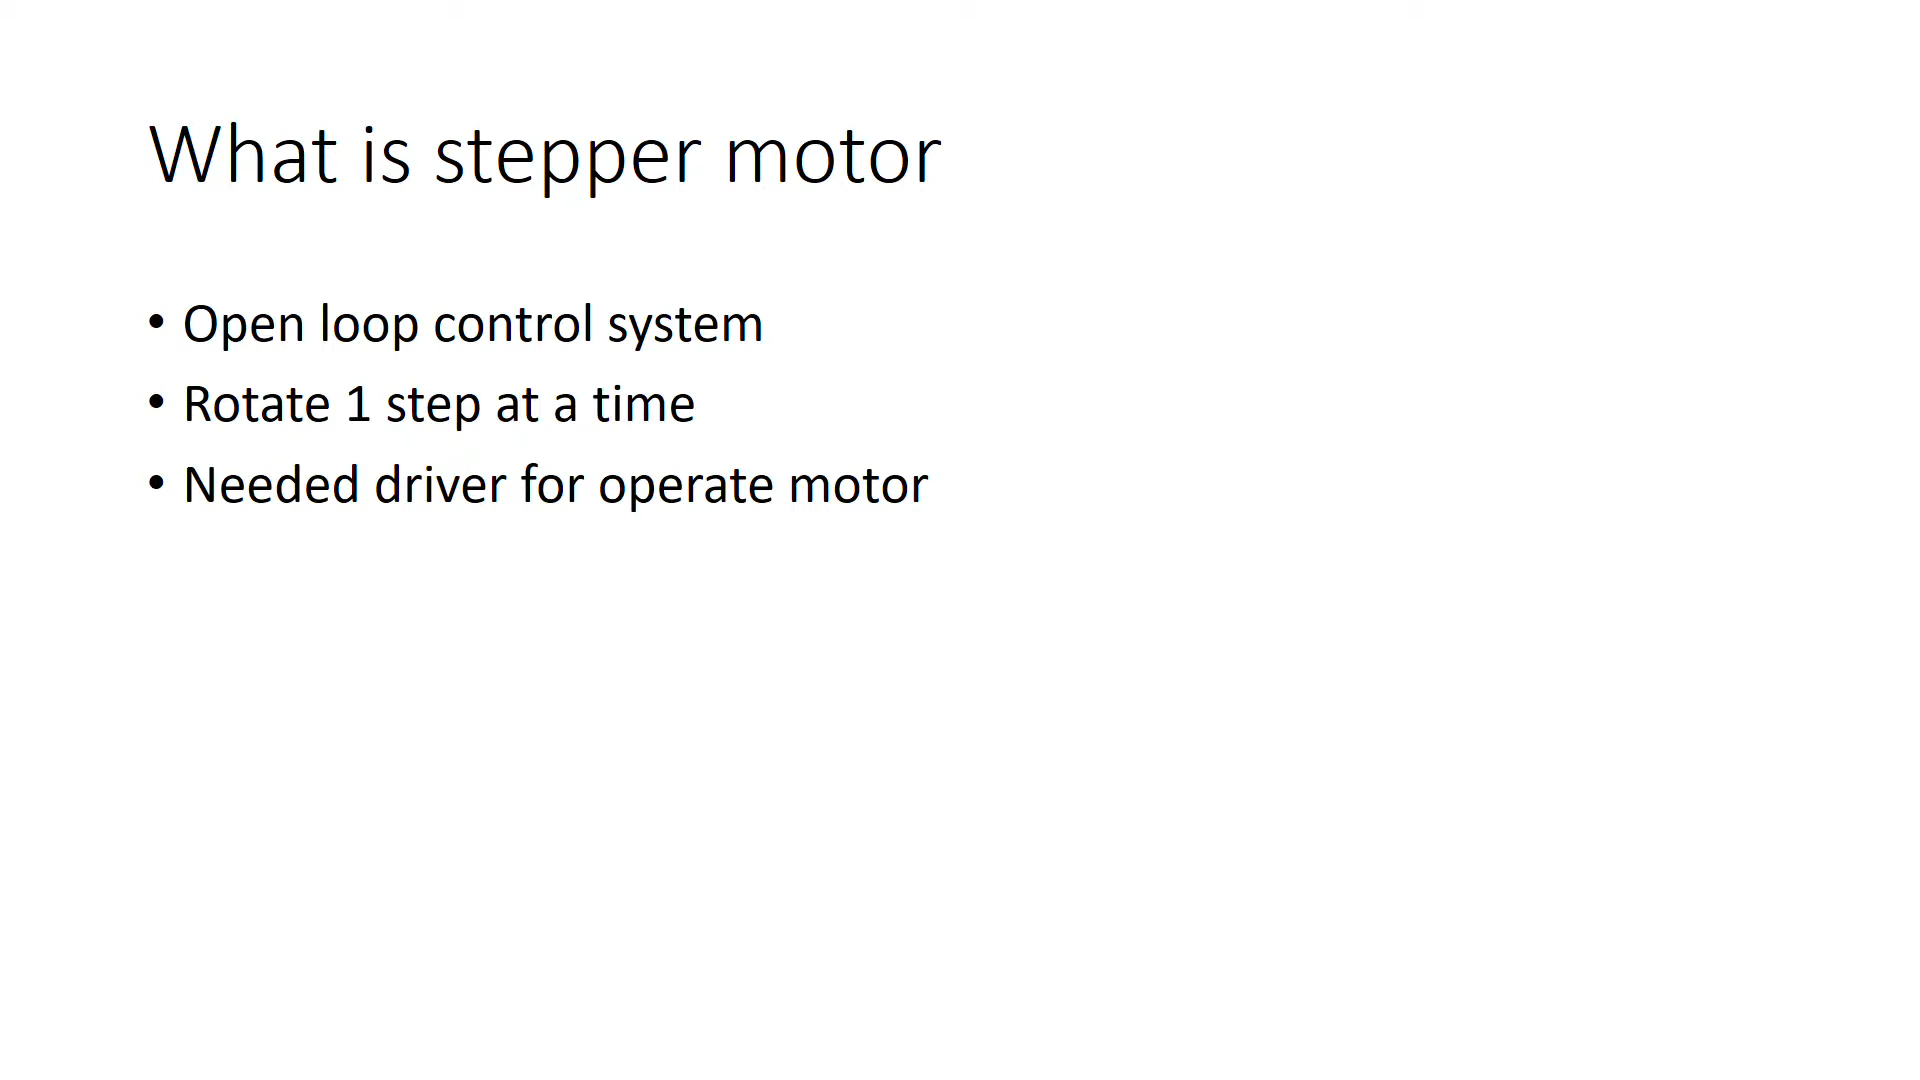 What is stepper motor
• Open loop control system
• Rotate 1 step at a time
• Needed driver for operate motor